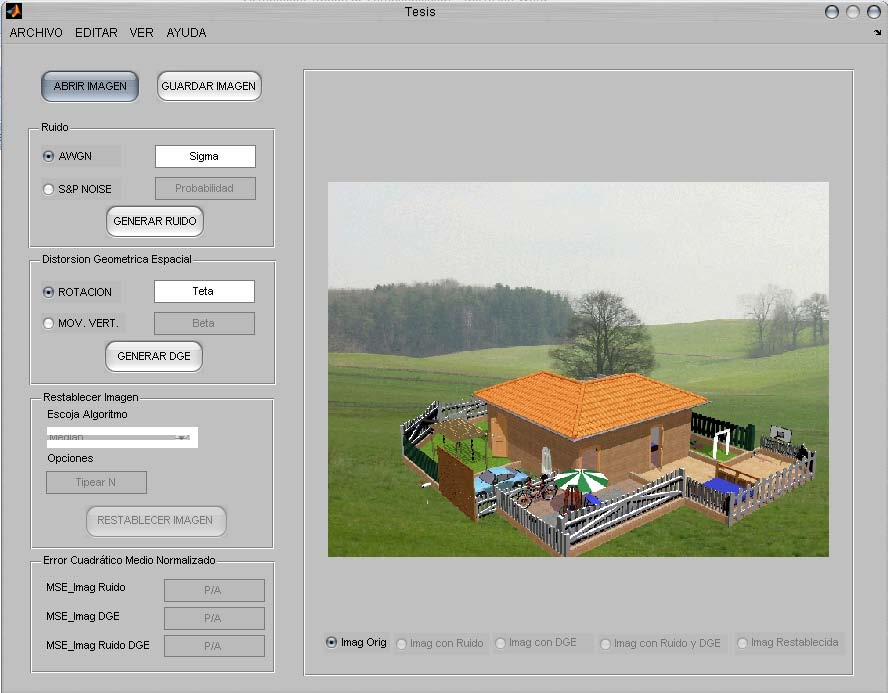 Tesis
ARCHIVO EDITAR VER AYUDA
ABRIR IMAGEN GUARDAR IMAGEN
Ruido
AWGN Sigma
S&P NOISE Probabilidad
GENERAR RUIDO
Distorsion Geometrica Espacial
ROTACION Teta
MOV. VERT. Beta
GENERAR DGE
Restablecer Imagen
Escoja Algoritmo
Opciones
Tipear N
RESTABLECER IMAGEN
Error Cuadrático Medio Normalizado
MSE_Imag Ruido P/A
MSE_Imag DGE P/A
MSE_Imag Ruido DGE P/A
Imag Orig Imag con Ruido Imag con DGE Imag con Ruido y DGE Imag Restablecida